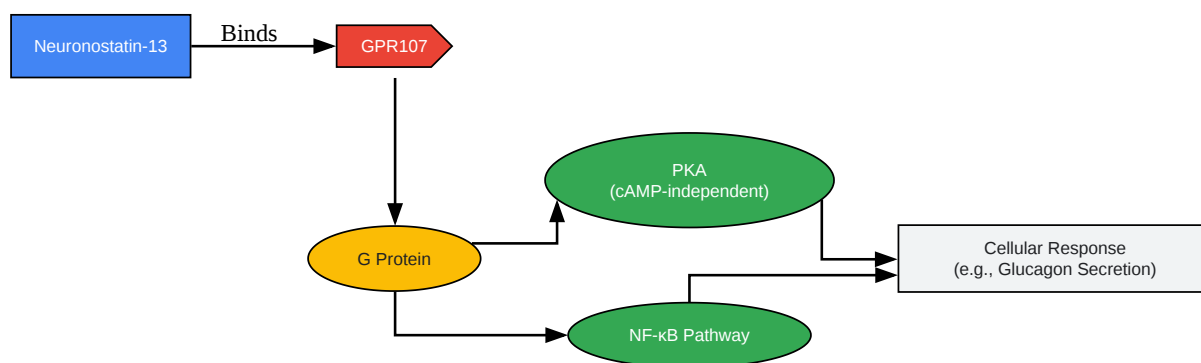 Neuronostatin-13
Binds
GPR107
PKA
(cAMP-independent)
G Protein
Cellular Response
(e.g., Glucagon Secretion)
NF-κB Pathway